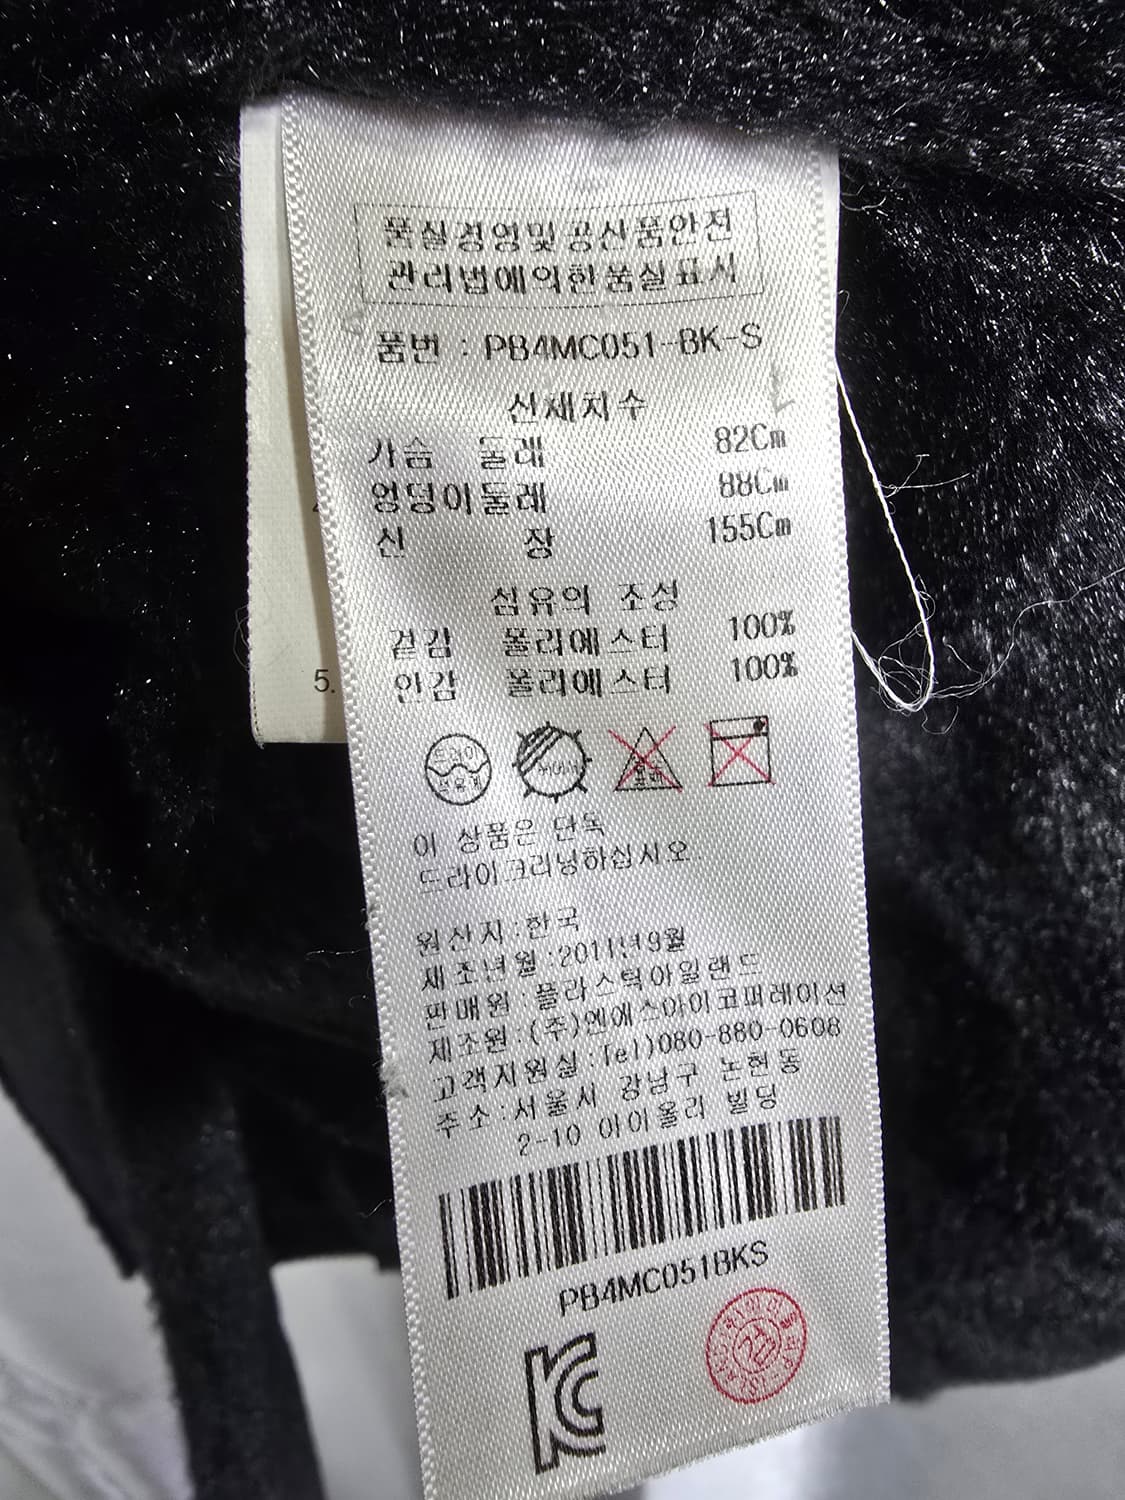 품질경영및공산품안전
관리법에의한품질표시
품번 : PB4MC051-BK-S
신체치수
가슴 둘레 82Cm
엉덩이둘레 88Cm
신 장 155Cm
섬유의 조성
겉감 폴리에스터 100%
안감 폴리에스터 100%
5.
이 상품은 단독
드라이크리닝하십시오.
원산지:한국
제조년월:2011년9월
판매원:플라스틱아일랜드
제조원:(주)엔에스아이코퍼레이션
고객지원실:Tel)080-880-0608
주소:서울시 강남구 논현동
2-10 아이올리 빌딩
PB4MC051BKS